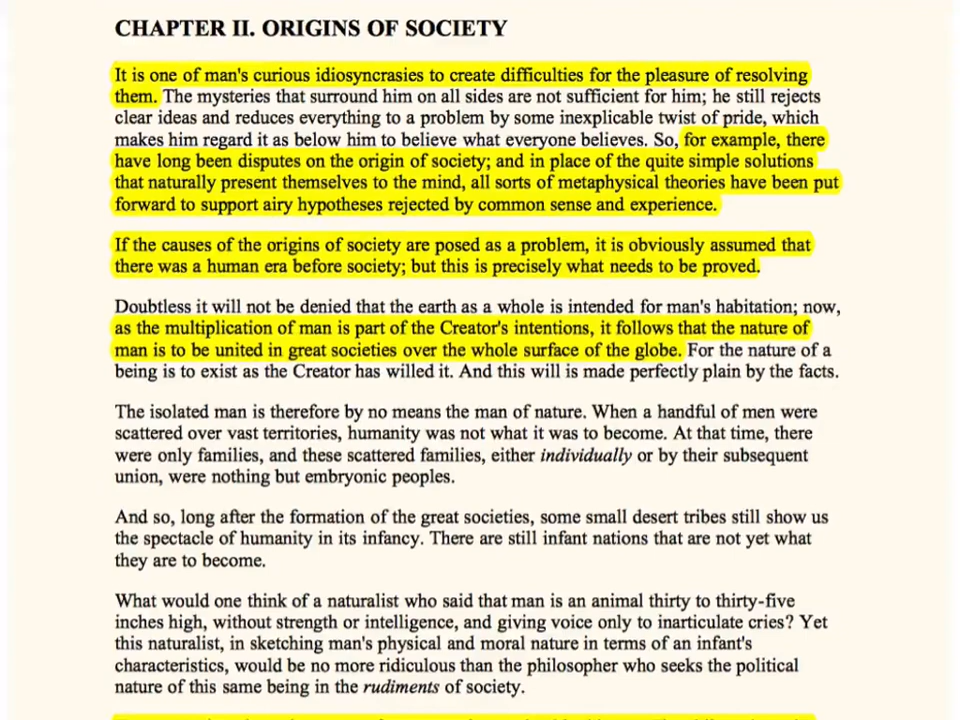 CHAPTER II. ORIGINS OF SOCIETY
It is one of man's curious idiosyncrasies to create difficulties for the pleasure of resolving
them. The mysteries that surround him on all sides are not sufficient for him; he still rejects
clear ideas and reduces everything to a problem by some inexplicable twist of pride, which
makes him regard it as below him to believe what everyone believes. So, for example, there
have long been disputes on the origin of society; and in place of the quite simple solutions
that naturally present themselves to the mind, all sorts of metaphysical theories have been put
forward to support airy hypotheses rejected by common sense and experience.
If the causes of the origins of society are posed as a problem, it is obviously assumed that
there was a human era before society; but this is precisely what needs to be proved.
Doubtless it will not be denied that the earth as a whole is intended for man's habitation; now,
as the multiplication of man is part of the Creator's intentions, it follows that the nature of
man is to be united in great societies over the whole surface of the globe. For the nature of a
being is to exist as the Creator has willed it. And this will is made perfectly plain by the facts.
The isolated man is therefore by no means the man of nature. When a handful of men were
scattered over vast territories, humanity was not what it was to become. At that time, there
were only families, and these scattered families, either individually or by their subsequent
union, were nothing but embryonic peoples.
And so, long after the formation of the great societies, some small desert tribes still show us
the spectacle of humanity in its infancy. There are still infant nations that are not yet what
they are to become.
What would one think of a naturalist who said that man is an animal thirty to thirty-five
inches high, without strength or intelligence, and giving voice only to inarticulate cries? Yet
this naturalist, in sketching man's physical and moral nature in terms of an infant's
characteristics, would be no more ridiculous than the philosopher who seeks the political
nature of this same being in the rudiments of society.